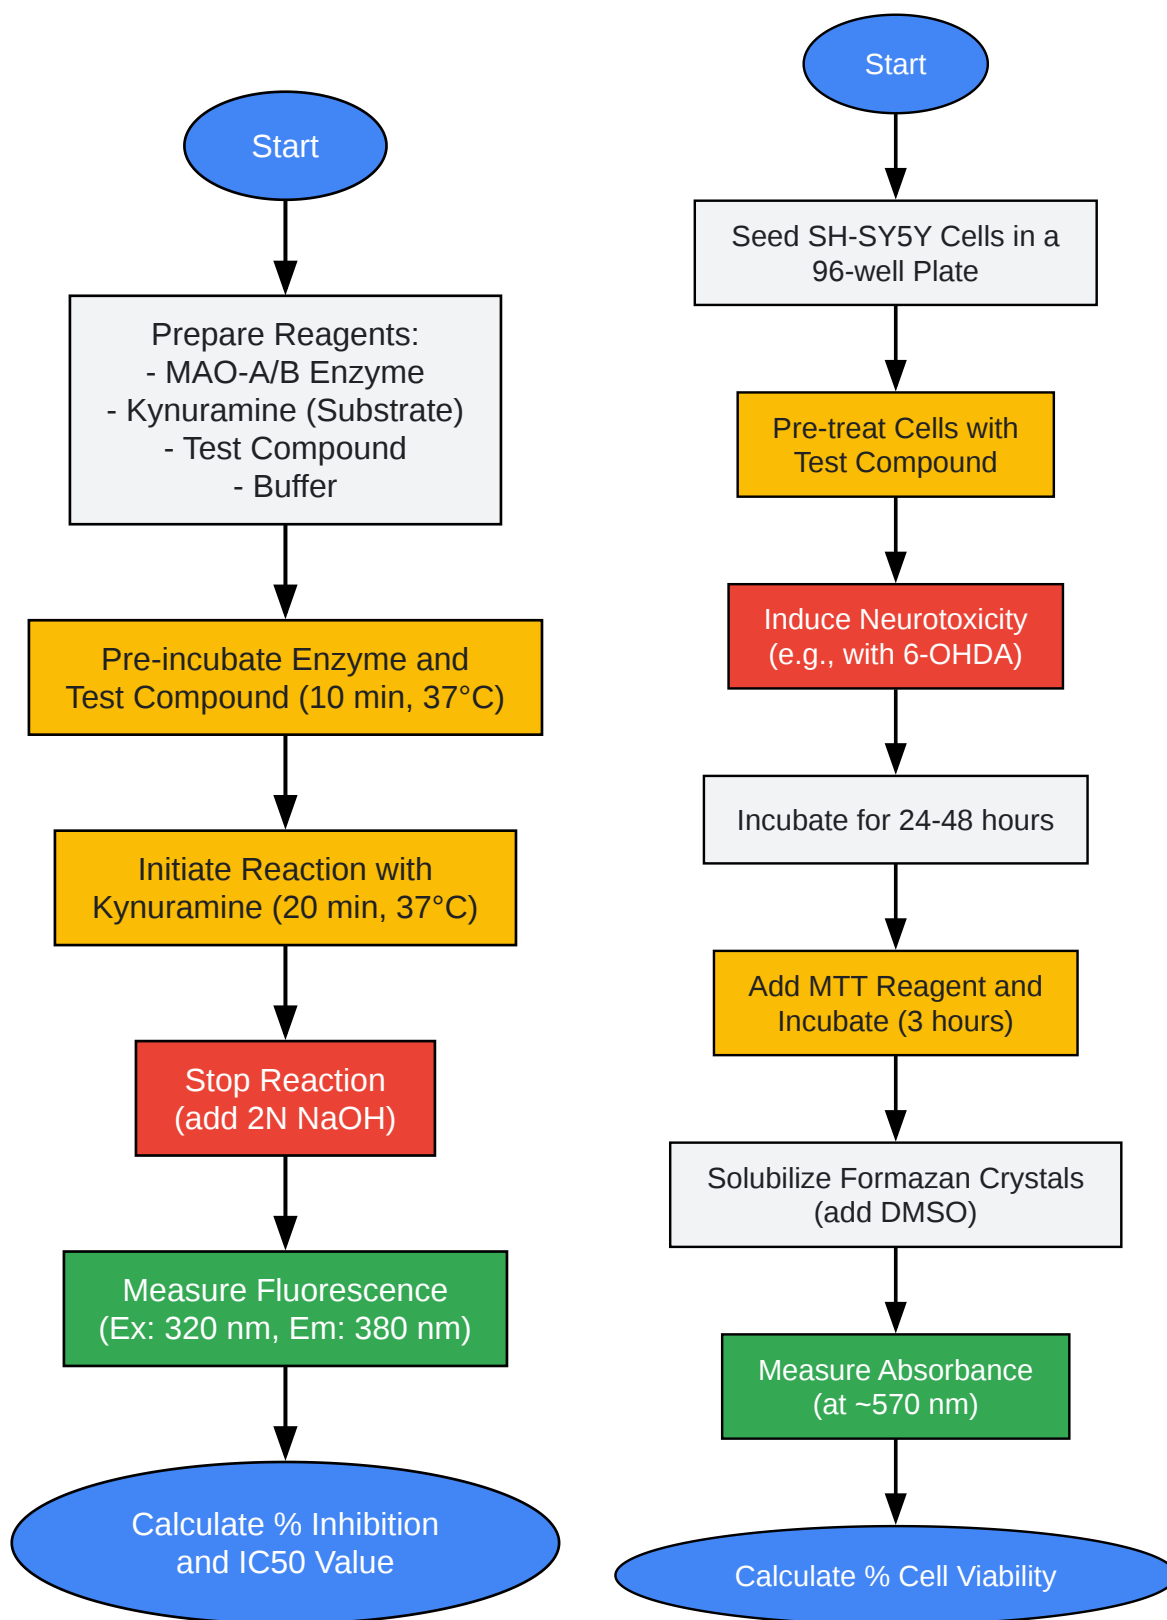 Start
Prepare Reagents:
- MAO-A/B Enzyme
- Kynuramine (Substrate)
- Test Compound
- Buffer
Pre-incubate Enzyme and
Test Compound (10 min, 37°C)
Initiate Reaction with
Kynuramine (20 min, 37°C)
Stop Reaction
(add 2N NaOH)
Measure Fluorescence
(Ex: 320 nm, Em: 380 nm)
Calculate % Inhibition
and IC50 Value
Start
Seed SH-SY5Y Cells in a
96-well Plate
Pre-treat Cells with
Test Compound
Induce Neurotoxicity
(e.g., with 6-OHDA)
Incubate for 24-48 hours
Add MTT Reagent and
Incubate (3 hours)
Solubilize Formazan Crystals
(add DMSO)
Measure Absorbance
(at ~570 nm)
Calculate % Cell Viability